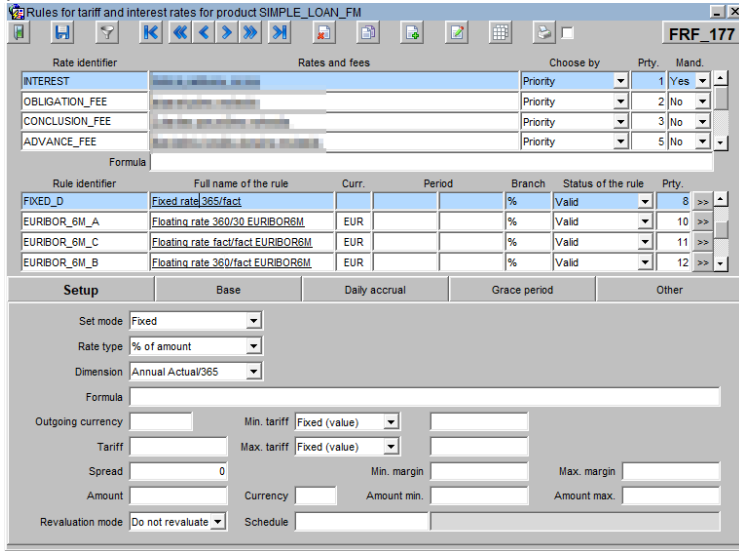 Rules for tariff and interest rates for product SIMPLE_LOAN_FM
FRF_177
Rate identifier Rates and fees Choose by Prty. Mand.
INTEREST Priority 1 Yes
OBLIGATION_FEE Priority 2 No
CONCLUSION_FEE Priority 3 No
ADVANCE_FEE Priority 5 No
Formula
Rule identifier Full name of the rule Curr. Period Branch Status of the rule Prty.
FIXED_D Fixed rate 365/fact % Valid 8 >>
EURIBOR_6M_A Floating rate 360/30 EURIBOR6M EUR % Valid 10 >>
EURIBOR_6M_C Floating rate fact/fact EURIBOR6M EUR % Valid 11 >>
EURIBOR_6M_B Floating rate 360/fact EURIBOR6M EUR % Valid 12 >>
Setup Base Daily accrual Grace period Other
Set mode Fixed
Rate type % of amount
Dimension Annual Actual/365
Formula
Outgoing currency Min. tariff Fixed (value)
Tariff Max. tariff Fixed (value)
Spread 0 Min. margin Max. margin
Amount Currency Amount min. Amount max.
Revaluation mode Do not revaluate Schedule